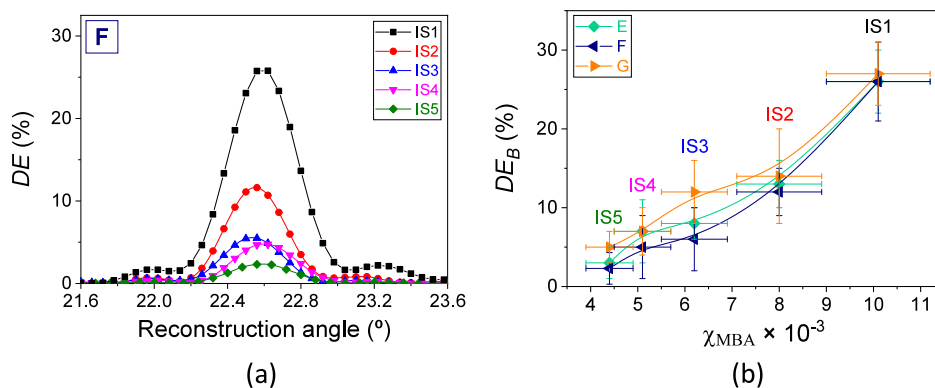 F
IS1
IS2
IS3
IS4
IS5
30
20
10
0
DE (%)
21.6 22.0 22.4 22.8 23.2 23.6
Reconstruction angle (º)
(a)
E
F
G
IS1
IS2
IS3
IS4
IS5
30
20
10
0
DE_B (%)
4 5 6 7 8 9 10 11
χMBA × 10⁻³
(b)